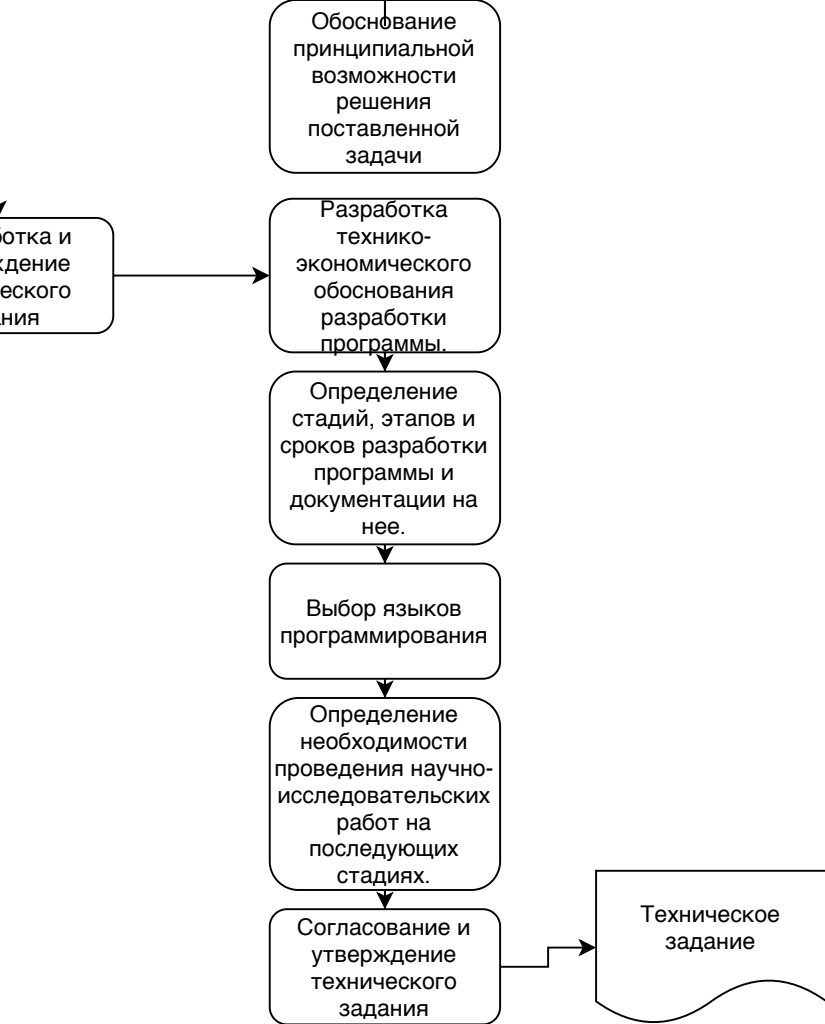 Обоснование
принципиальной
возможности
решения
поставленной
задачи
Разработка
технико-
экономического
обоснования
разработки
программы.
Определение
стадий, этапов и
сроков разработки
программы и
документации на
нее.
Выбор языков
программирования
Определение
необходимости
проведения научно-
исследовательских
работ на
последующих
стадиях.
Согласование и
утверждение
технического
задания
Техническое
задание